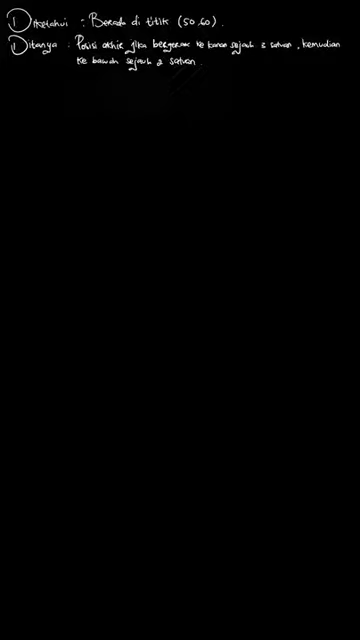 Diketahui : Berada di titik (50,60).
Ditanya : Posisi akhir jika bergerak ke kanan sejauh 3 satuan, kemudian
ke bawah sejauh 2 satuan.